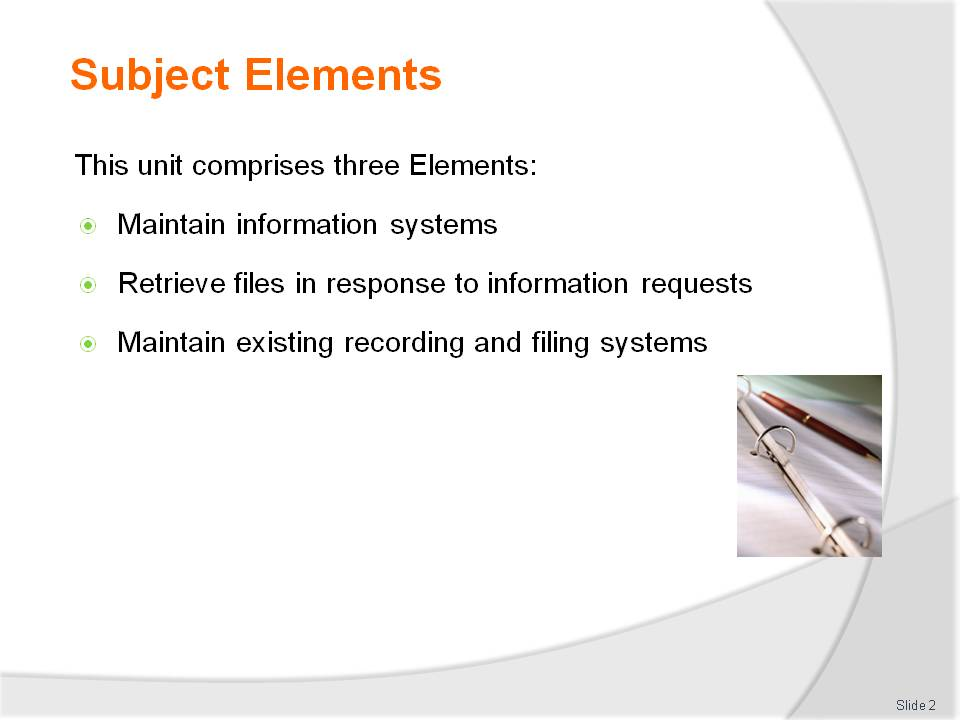 Subject Elements
This unit comprises three Elements:
Maintain information systems
Retrieve files in response to information requests
Maintain existing recording and filing systems
Slide 2